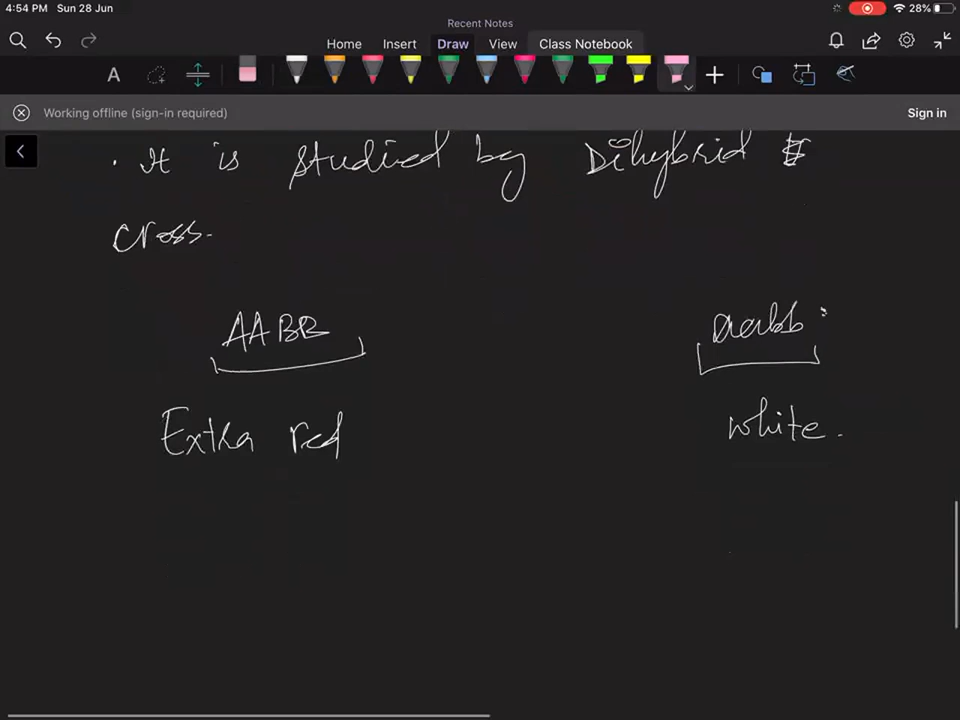 4:54 PM Sun 28 Jun
28%
Recent Notes
Home Insert Draw View Class Notebook
A
Working offline (sign-in required)
Sign in
. It is studied by Dihybrid
cross.
AABB aabb
Extra red white.